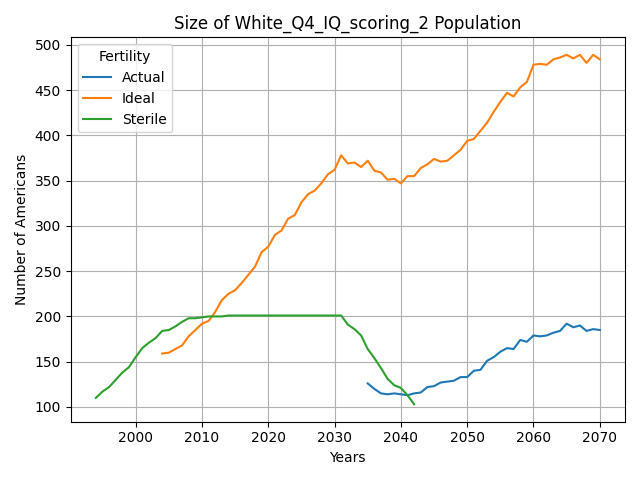 Size of White_Q4_IQ_scoring_2 Population
Fertility
Actual
Ideal
Sterile
Number of Americans
500
450
400
350
300
250
200
150
100
2000 2010 2020 2030 2040 2050 2060 2070
Years